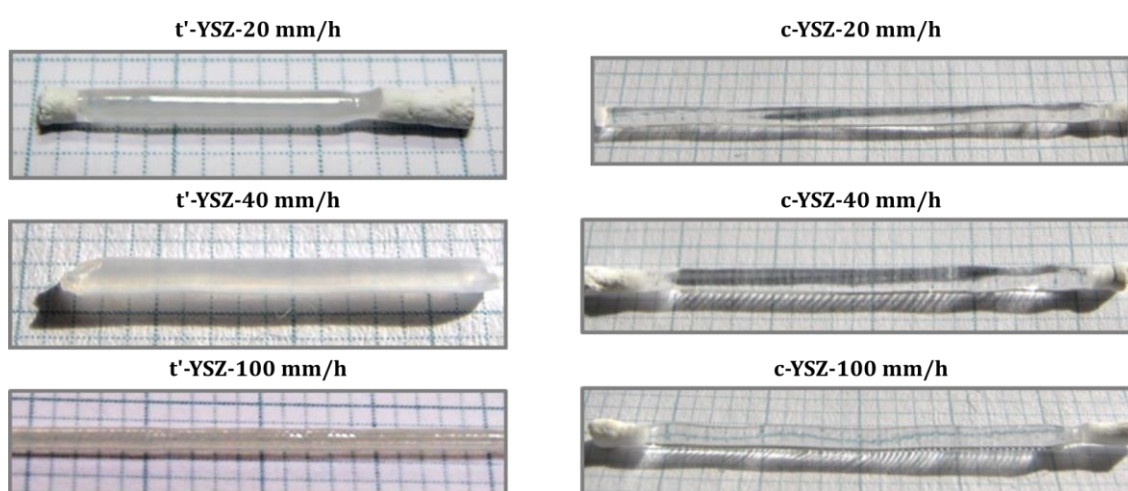 t'-YSZ-20 mm/h
c-YSZ-20 mm/h
t'-YSZ-40 mm/h
c-YSZ-40 mm/h
t'-YSZ-100 mm/h
c-YSZ-100 mm/h